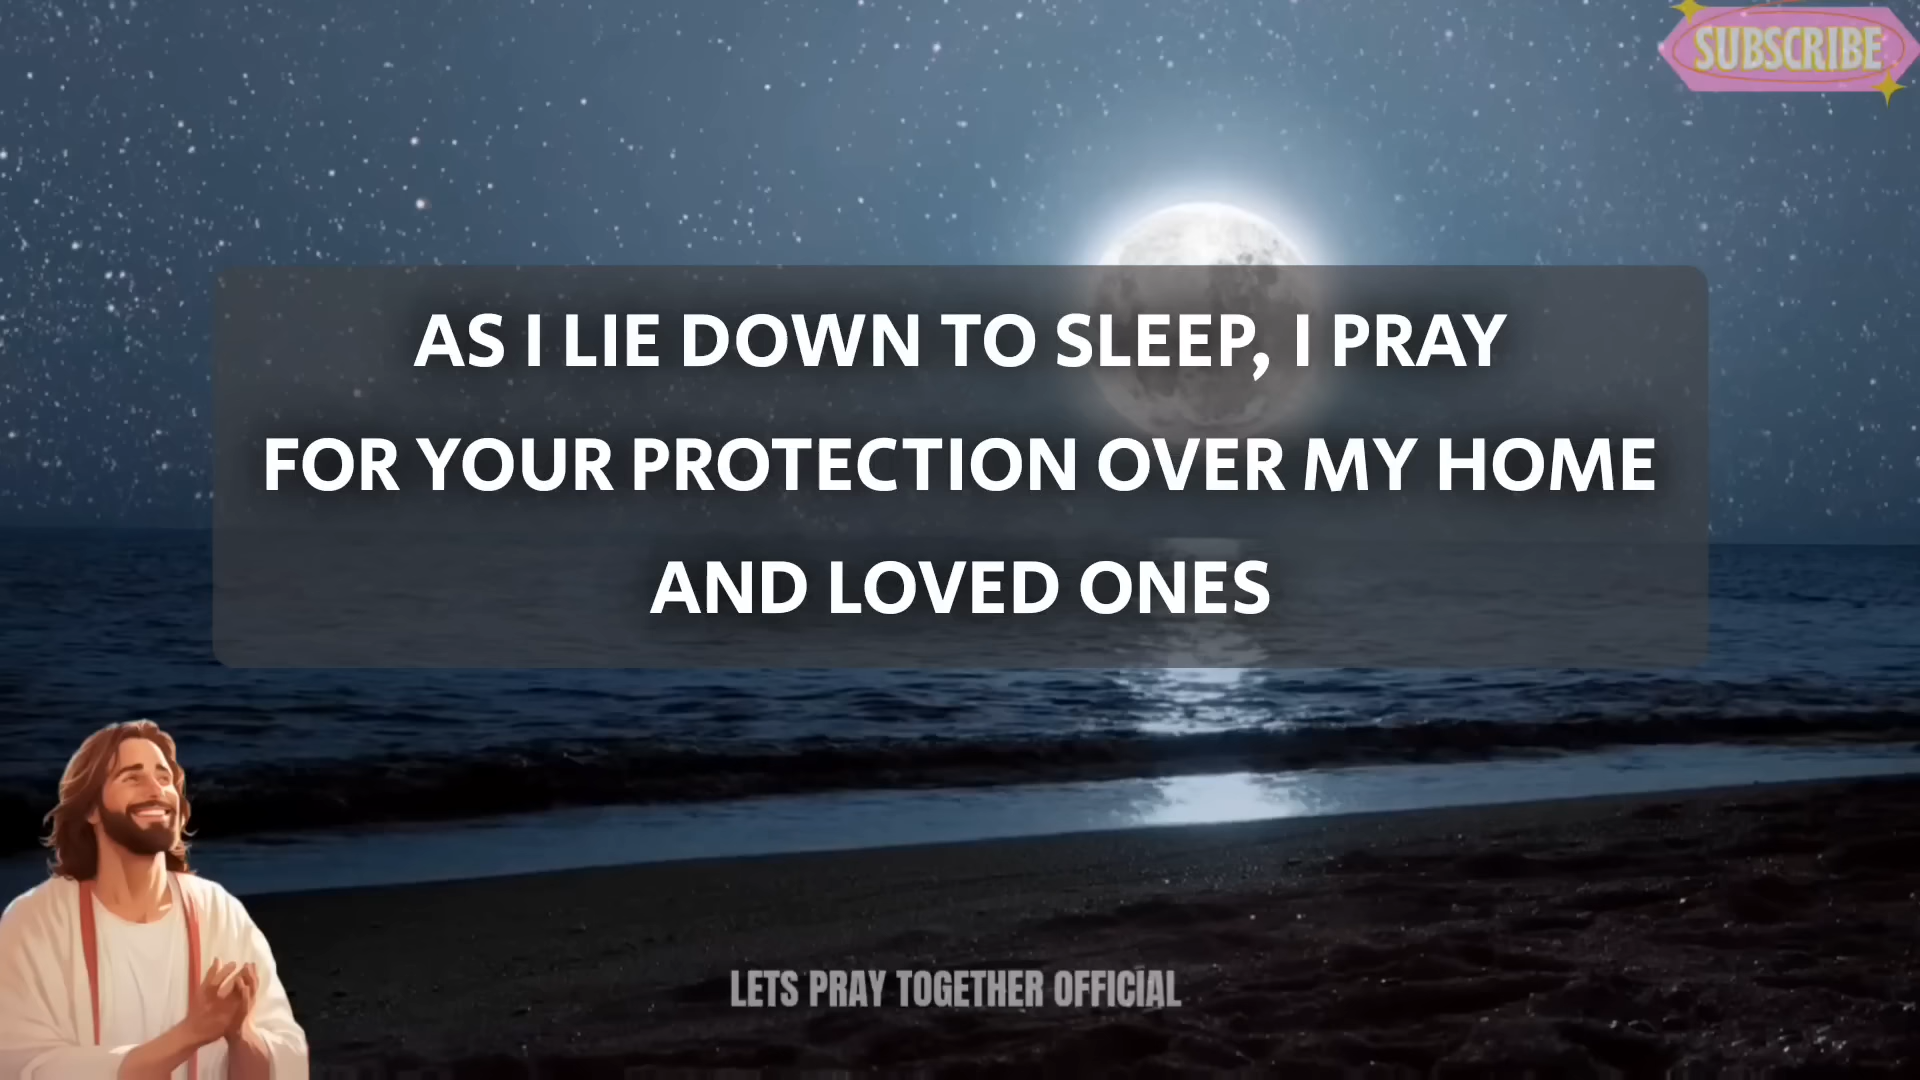 SUBSCRIBE
AS I LIE DOWN TO SLEEP, I PRAY
FOR YOUR PROTECTION OVER MY HOME
AND LOVED ONES
LETS PRAY TOGETHER OFFICIAL